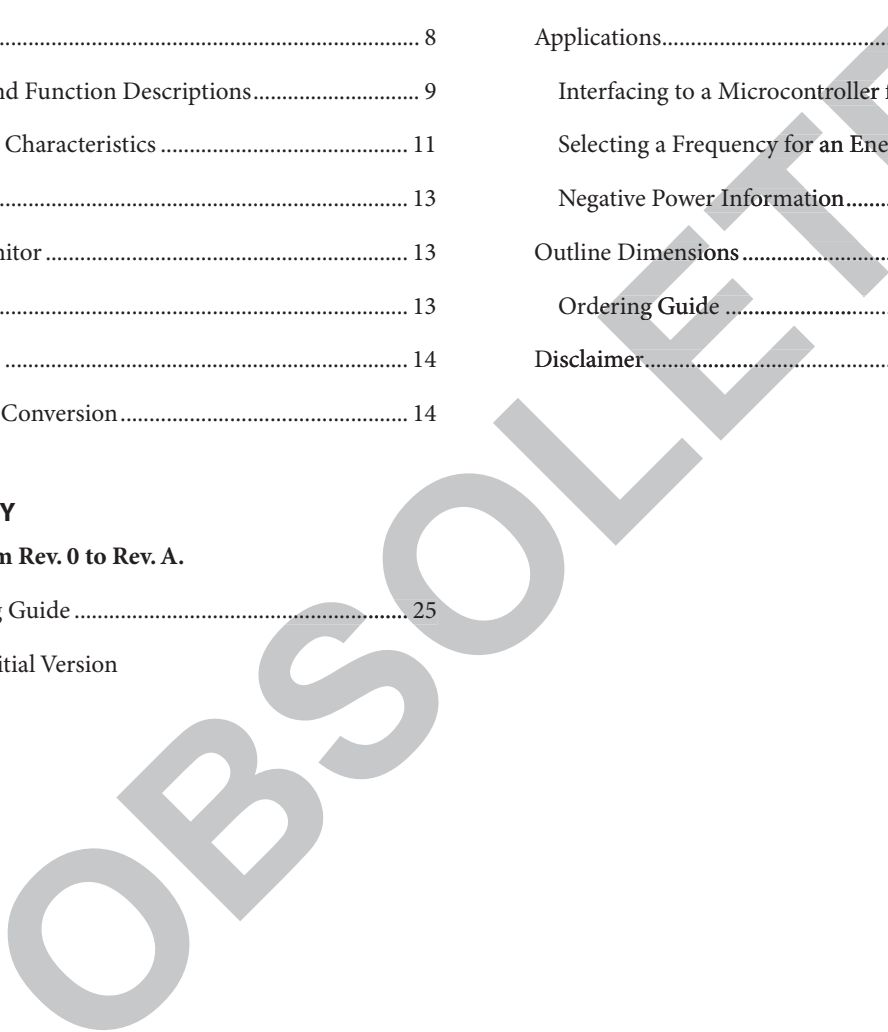 ........................................................................ 8
nd Function Descriptions............................ 9
Characteristics .......................................... 11
.................................................................... 13
nitor ............................................................ 13
.................................................................... 13
.................................................................... 14
Conversion ................................................ 14
Y
m Rev. 0 to Rev. A.
g Guide ........................................................ 25
itial Version
Applications......................................
Interfacing to a Microcontroller f
Selecting a Frequency for an Ene
Negative Power Information.......
Outline Dimensions ........................
Ordering Guide ...........................
Disclaimer.........................................
OBSOLETE